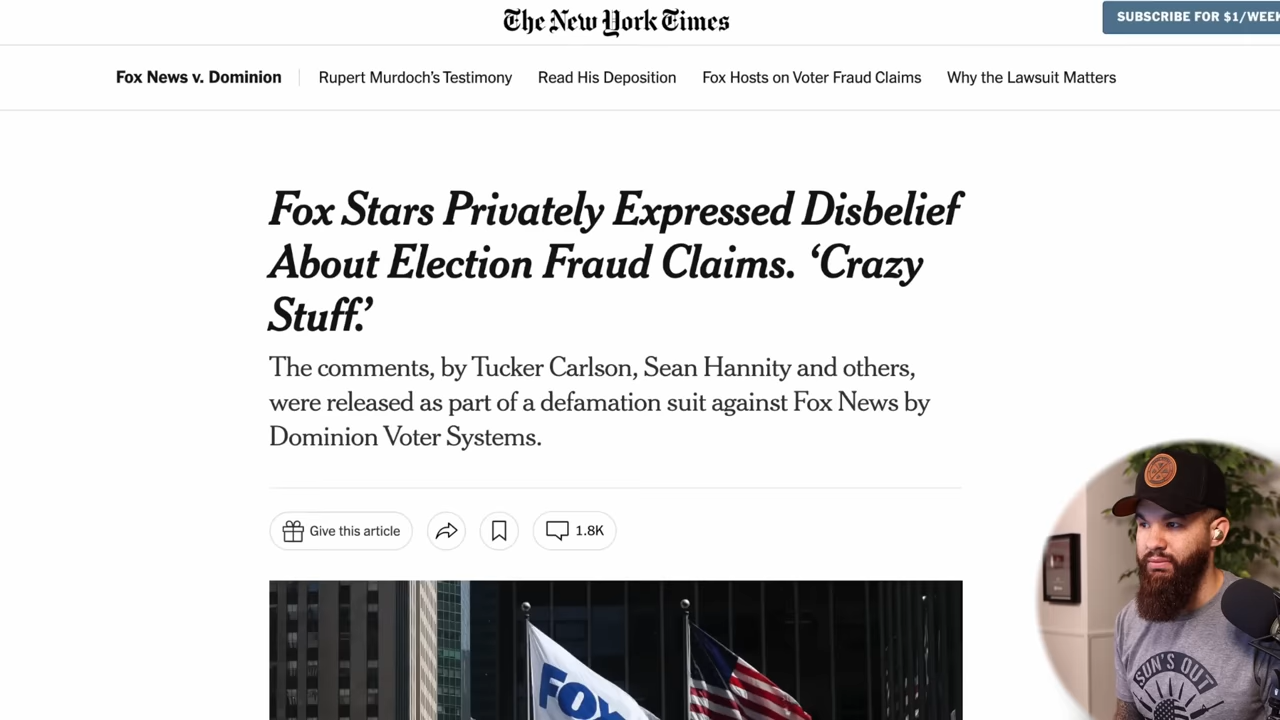 The New York Times
SUBSCRIBE FOR $1/WEEK
Fox News v. Dominion
Rupert Murdoch's Testimony
Read His Deposition
Fox Hosts on Voter Fraud Claims
Why the Lawsuit Matters
Fox Stars Privately Expressed Disbelief
About Election Fraud Claims. ‘Crazy
Stuff.’
The comments, by Tucker Carlson, Sean Hannity and others,
were released as part of a defamation suit against Fox News by
Dominion Voter Systems.
Give this article
1.8K
FOX
SUN'S OUT